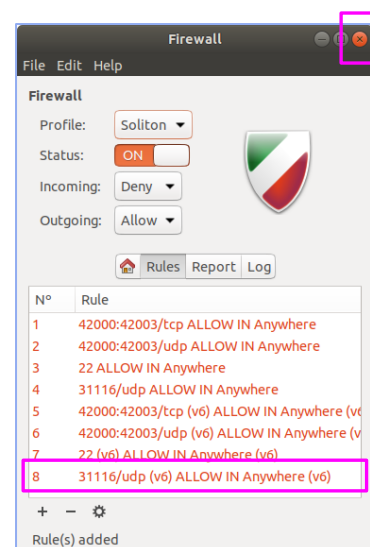 Firewall
File Edit Help
Firewall
Profile: Soliton
Status: ON
Incoming: Deny
Outgoing: Allow
Rules Report Log
Nº Rule
1 42000:42003/tcp ALLOW IN Anywhere
2 42000:42003/udp ALLOW IN Anywhere
3 22 ALLOW IN Anywhere
4 31116/udp ALLOW IN Anywhere
5 42000:42003/tcp (v6) ALLOW IN Anywhere (v6
6 42000:42003/udp (v6) ALLOW IN Anywhere (v
7 22 (v6) ALLOW IN Anywhere (v6)
8 31116/udp (v6) ALLOW IN Anywhere (v6)
Rule(s) added